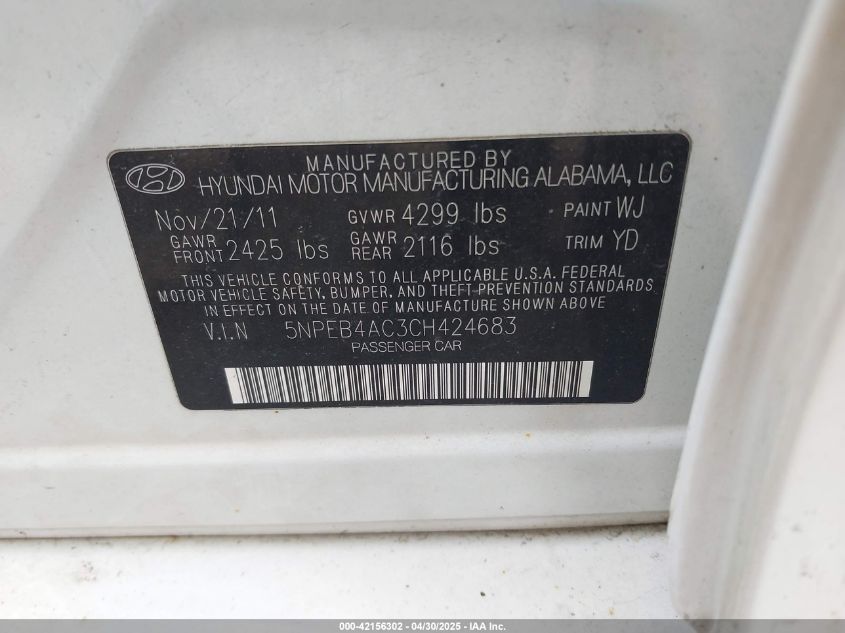 MANUFACTURED BY
HYUNDAI MOTOR MANUFACTURING ALABAMA, LLC
Nov/21/11 GVWR 4299 lbs PAINT WJ
GAWR FRONT 2425 lbs GAWR REAR 2116 lbs TRIM YD
THIS VEHICLE CONFORMS TO ALL APPLICABLE U.S.A. FEDERAL
MOTOR VEHICLE SAFETY, BUMPER, AND THEFT PREVENTION STANDARDS
IN EFFECT ON THE DATE OF MANUFACTURE SHOWN ABOVE
V.I.N 5NPEB4AC3CH424683
PASSENGER CAR
000-42156302 - 04/30/2025 - IAA Inc.